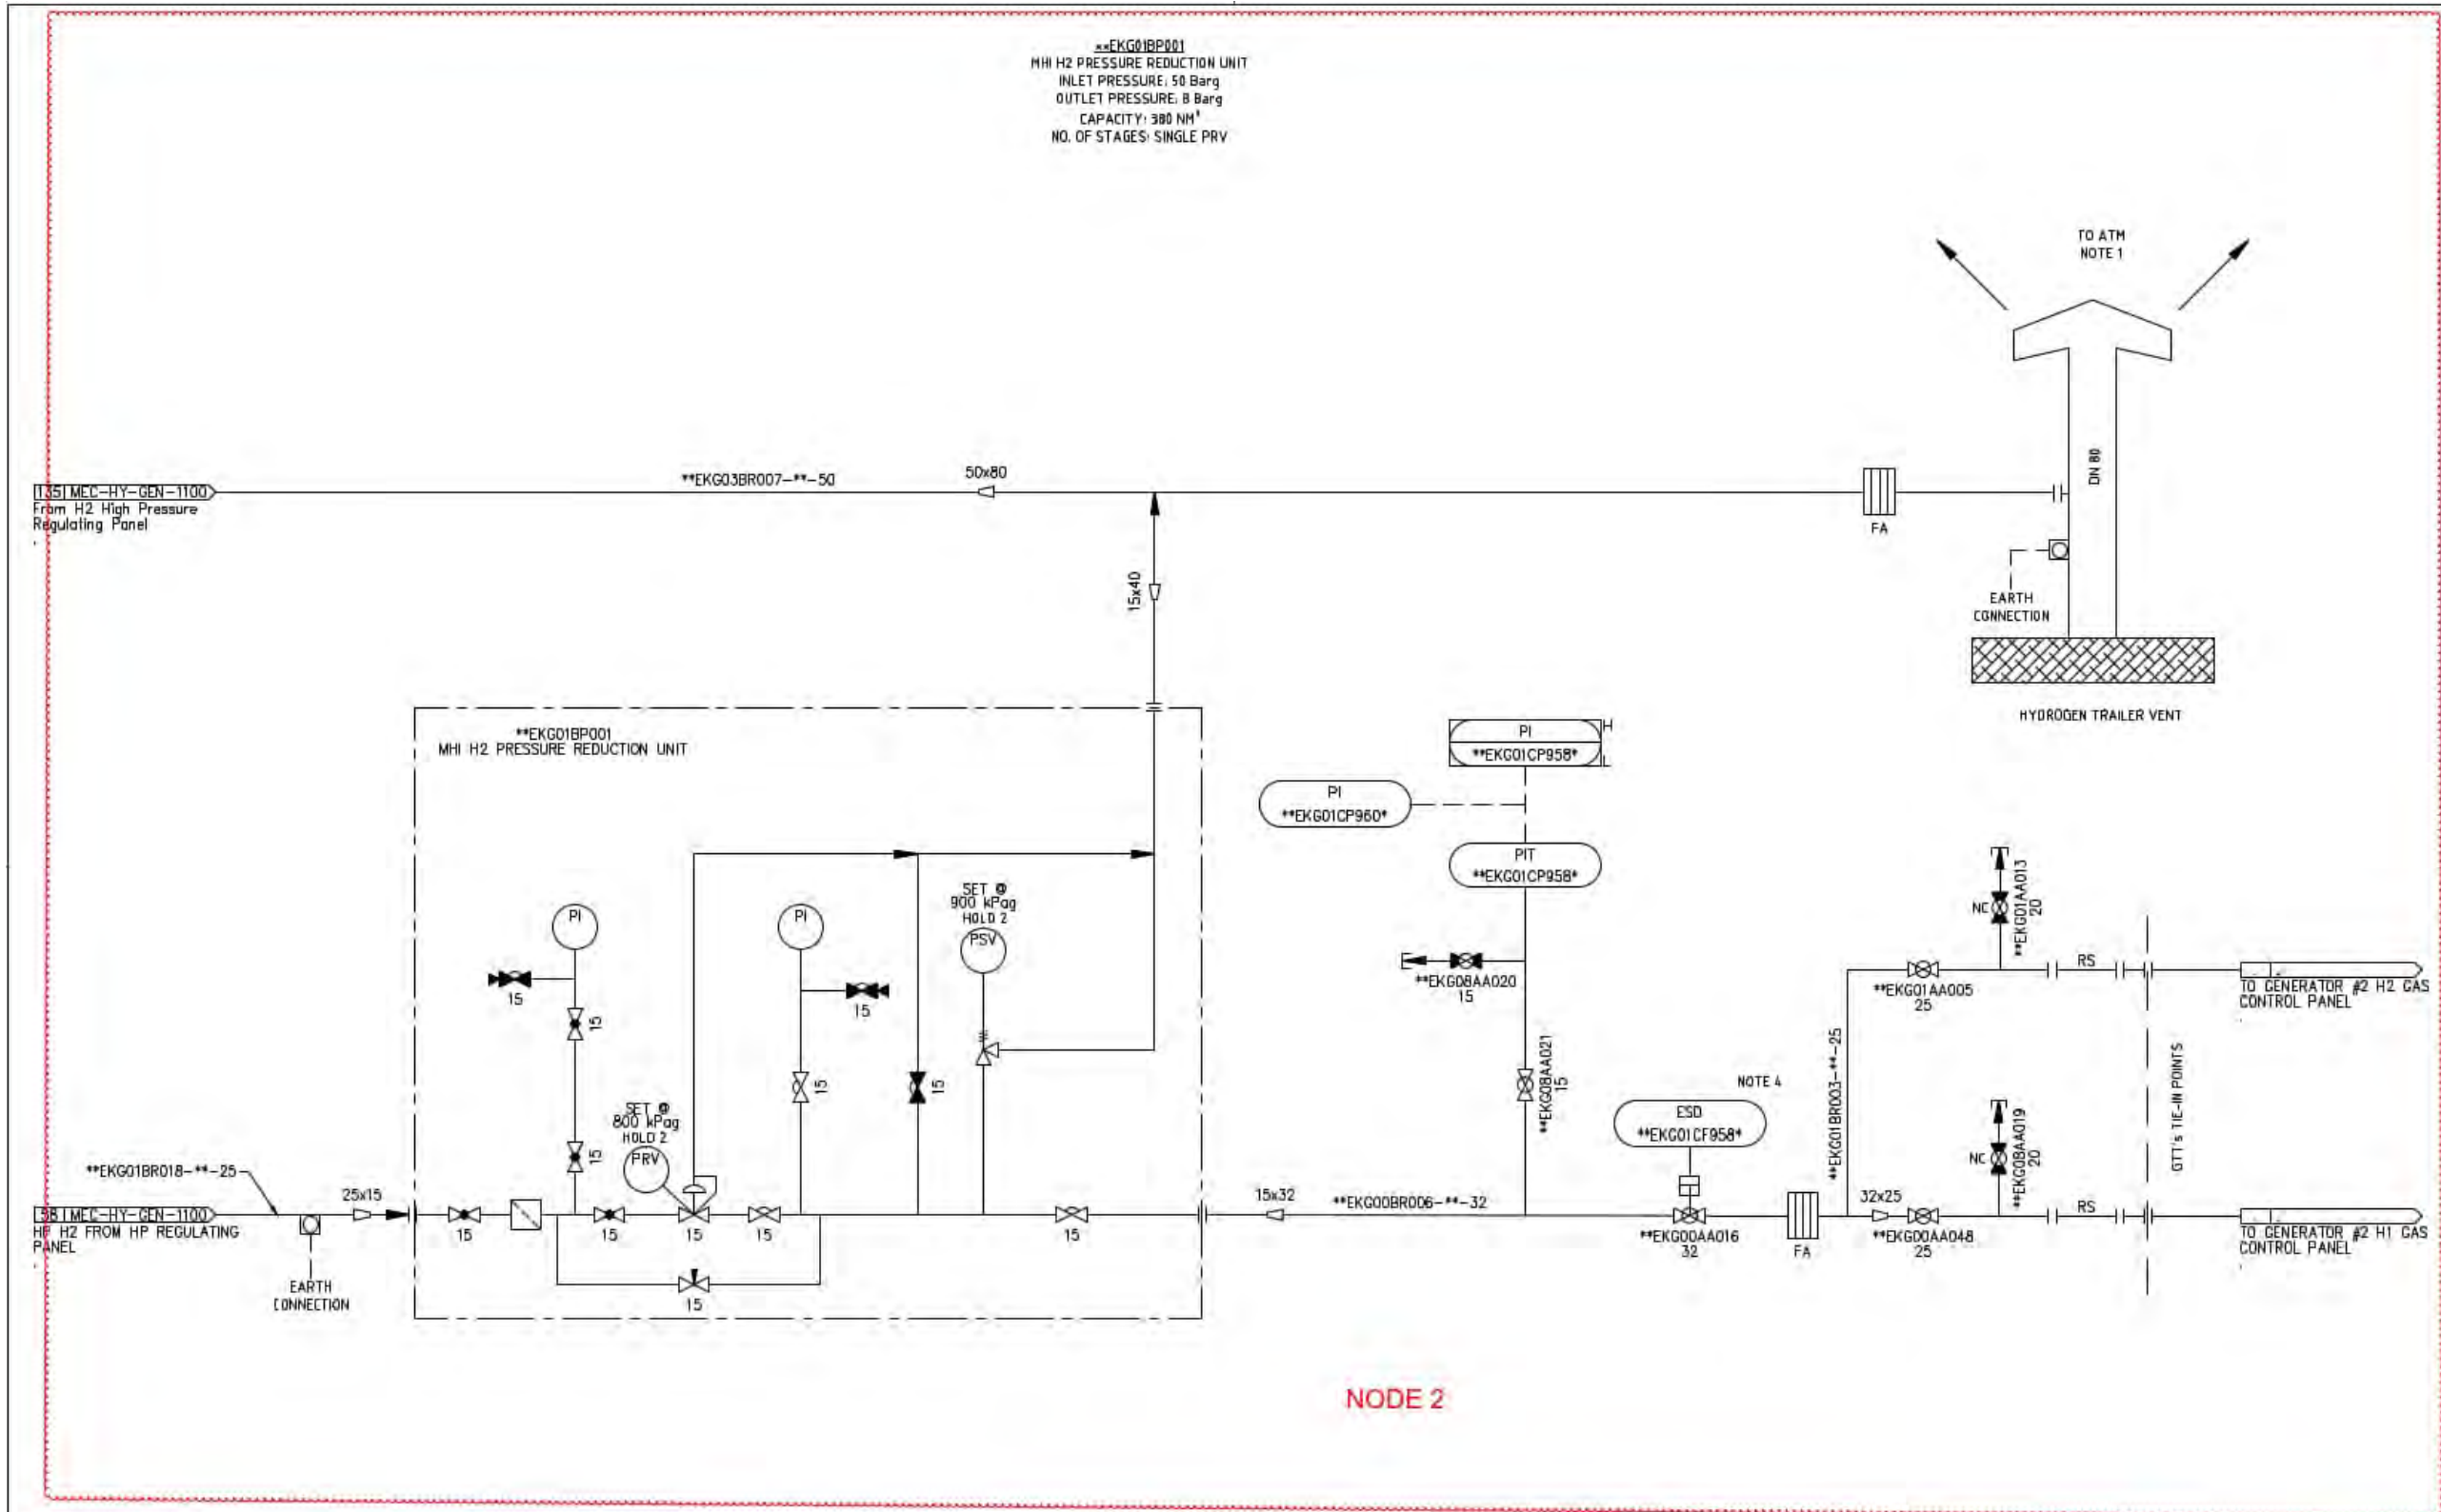 **EKG01BP001
MHI H2 PRESSURE REDUCTION UNIT
INLET PRESSURE: 50 Barg
OUTLET PRESSURE: 8 Barg
CAPACITY: 380 NM³
NO. OF STAGES: SINGLE PRV
TO ATM
NOTE 1
MEC-HY-GEN-1100
From H2 High Pressure
Regulating Panel
**EKG03BR007-**-50
50x80
FA
DN 80
EARTH
CONNECTION
HYDROGEN TRAILER VENT
15x40
**EKG01BP001
MHI H2 PRESSURE REDUCTION UNIT
PI
**EKG01CP958*
H
L
PI
**EKG01CP960*
PIT
**EKG01CP958*
**EKG08AA020
15
**EKG08AA021
15
PI
15
15
15
PI
15
15
15
SET @
900 kPag
HOLD 2
PSV
SET @
800 kPag
HOLD 2
PRV
**EKG01BR018-**-25
25x15
MEC-HY-GEN-1100
HP H2 FROM HP REGULATING
PANEL
EARTH
CONNECTION
15
15
15
15
15
15
15x32
**EKG00BR006-**-32
NOTE 4
ESD
**EKG01CF958*
**EKG00AA016
32
FA
**EKG01BR003-**-25
32x25
**EKG01AA005
25
NC
**EKG01AA013
20
RS
TO GENERATOR #2 H2 GAS
CONTROL PANEL
GTT's TIE-IN POINTS
**EKG00AA048
25
NC
**EKG08AA019
20
RS
TO GENERATOR #2 H1 GAS
CONTROL PANEL
NODE 2